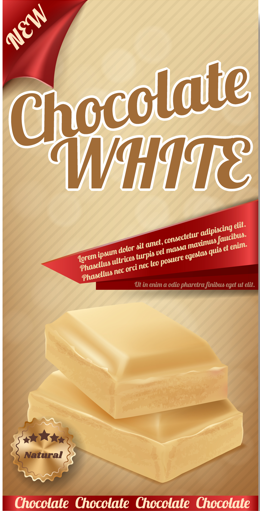 NEW
Chocolate
WHITE
Lorem ipsum dolor sit amet, consectetur adipiscing elit.
Phasellus ultrices turpis vel massa maximus faucibus.
Phasellus nec orci nec leo posuere egestas quis et enim.
Ut in enim a odio pharetra finibus eget ut elit.
Natural
Chocolate Chocolate Chocolate Chocolate